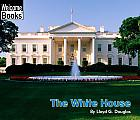 Welcome
Books
The White House
By Lloyd G. Douglas